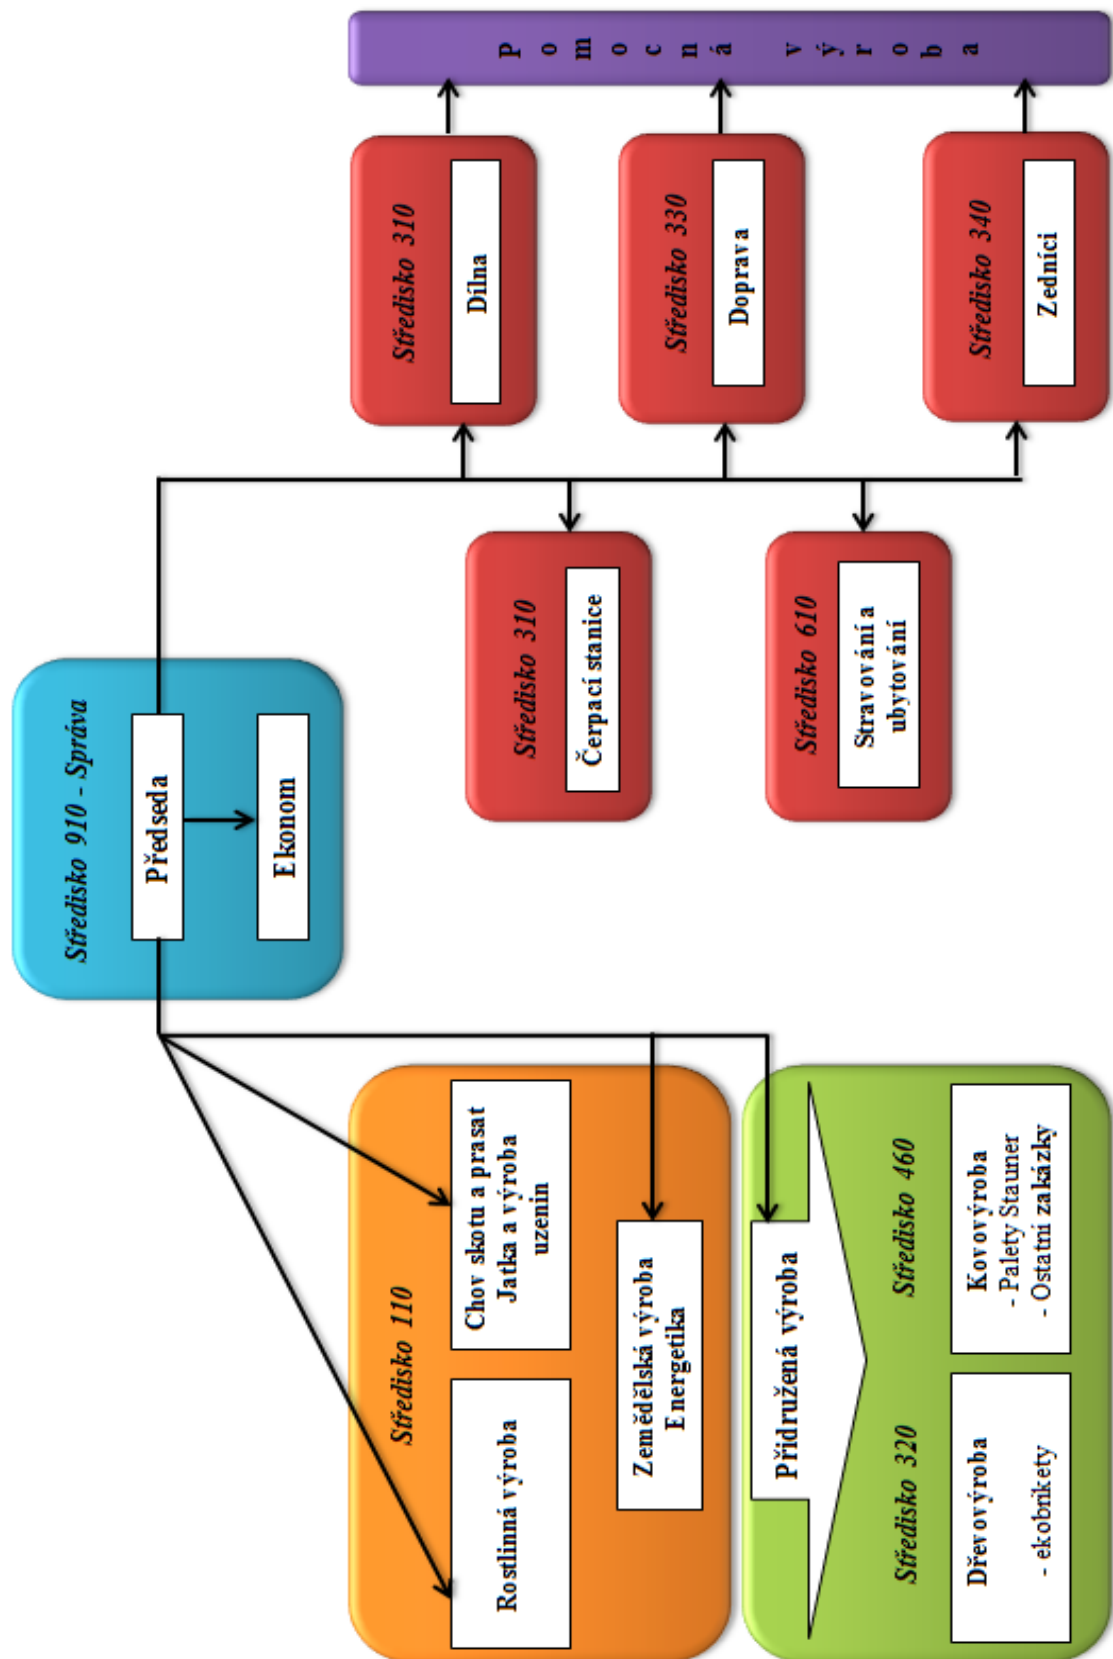 Středisko 910 - Správa
Předseda
Ekonom
Středisko 110
Rostlinná výroba
Chov skotu a prasat
Jatka a výroba
uzenin
Zemědělská výroba
Energetika
Přidružená výroba
Středisko 320
Dřevovýroba
- ekobrikety
Středisko 460
Kovovýroba
- Palety Stauner
- Ostatní zakázky
Středisko 310
Čerpací stanice
Středisko 610
Stravování a
ubytování
Středisko 310
Dílna
Středisko 330
Doprava
Středisko 340
Zedníci
Pomocná výroba